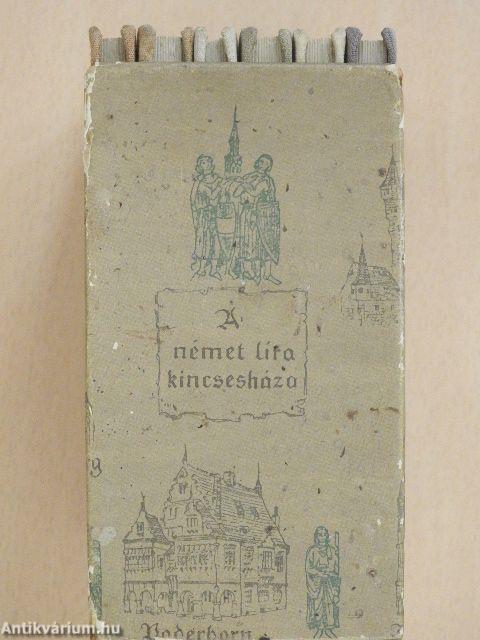 A
német líra
kincsesháza
Paderborn
Antikvárium.hu